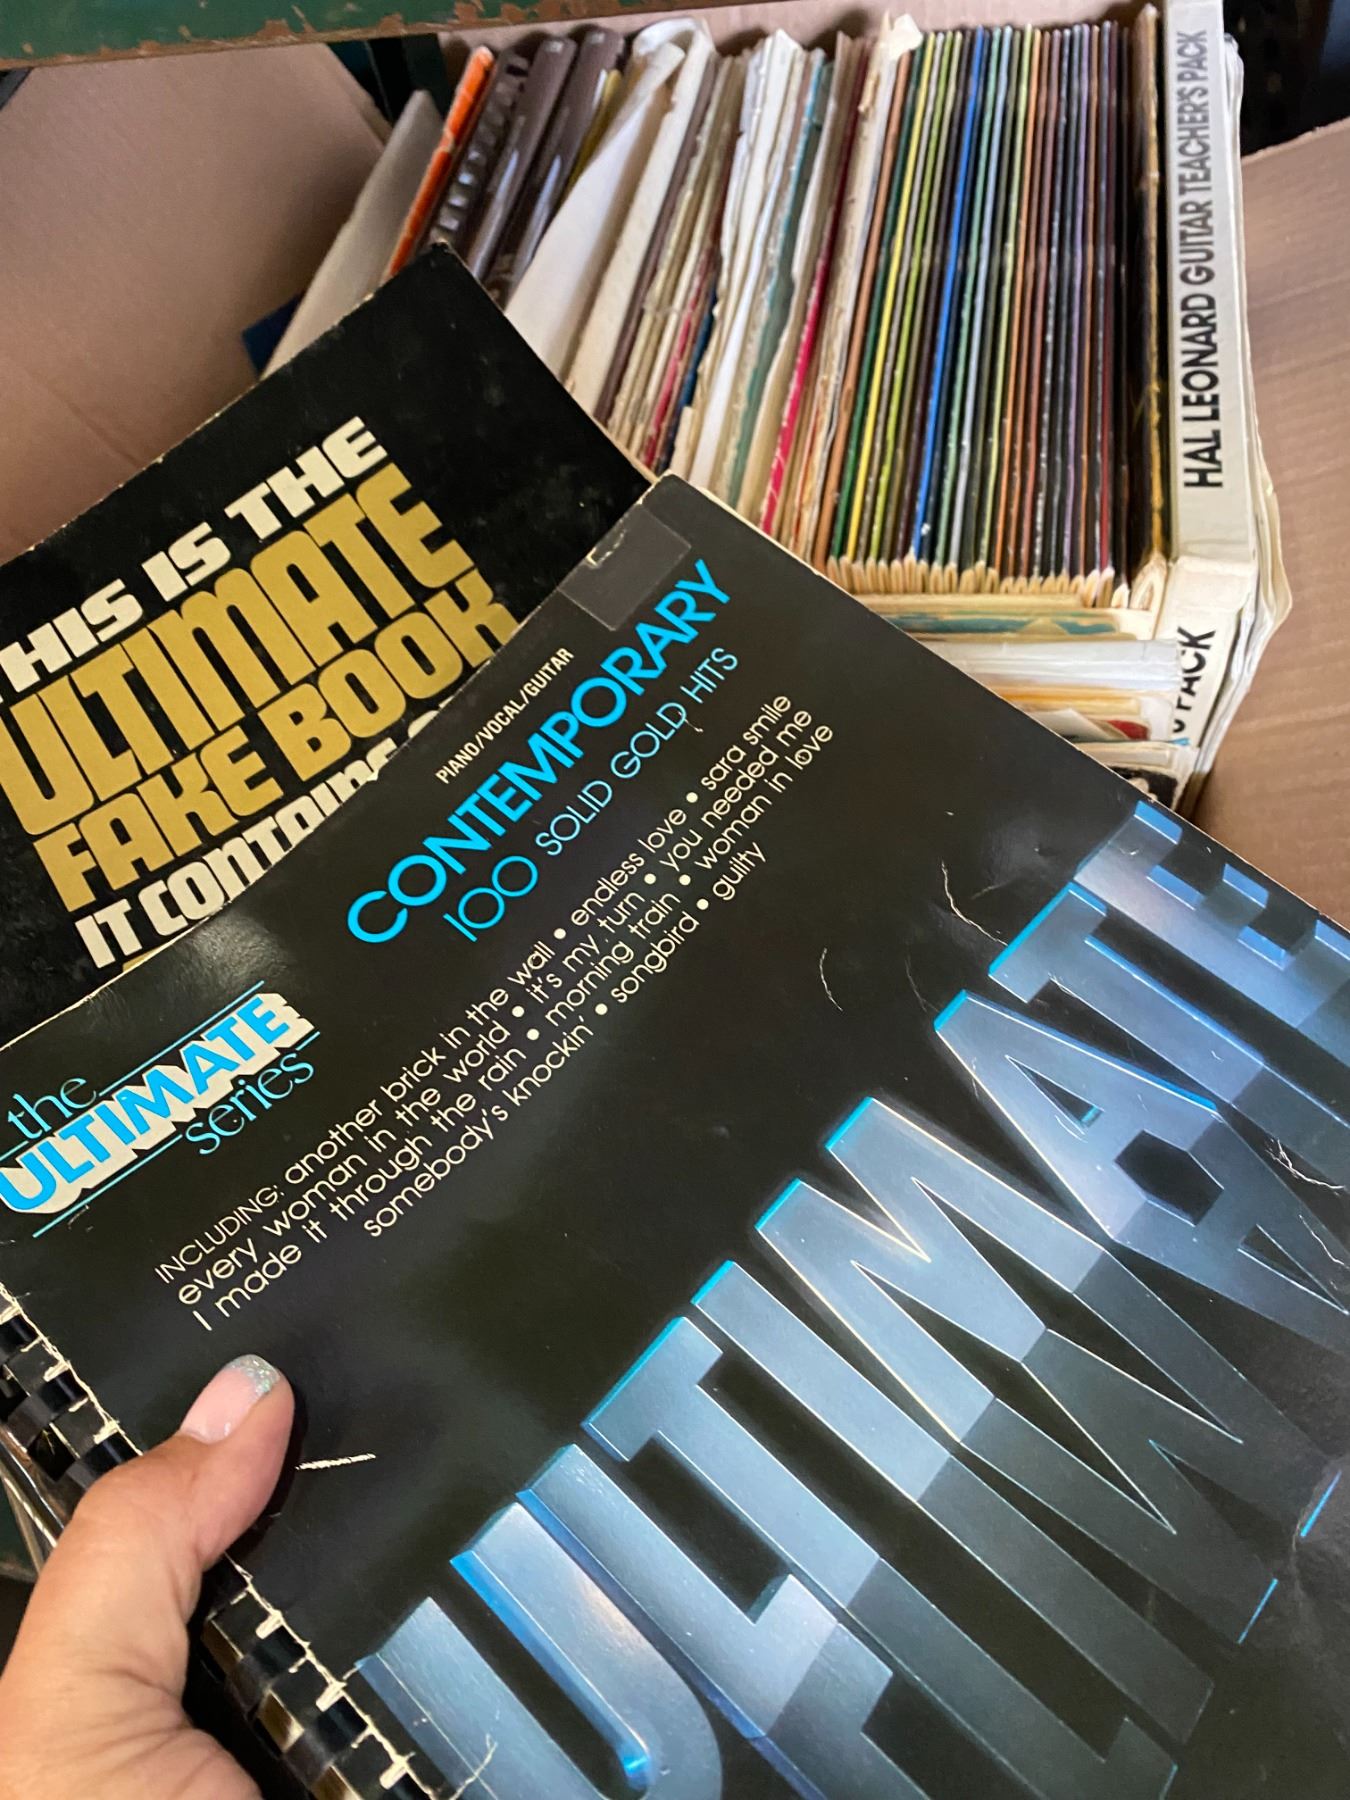 HAL LEONARD GUITAR TEACHER'S PACK
PACK
THIS IS THE
ULTIMATE
FAKE BOOK
IT CONTAINS
PIANO/VOCAL/GUITAR
CONTEMPORARY
100 SOLID GOLD HITS
the
ULTIMATE
series
INCLUDING: another brick in the wall • endless love • sara smile
every woman in the world • it's my turn • you needed me
I made it through the rain • morning train • woman in love
somebody's knockin' • songbird • guilty
ULTIMATE